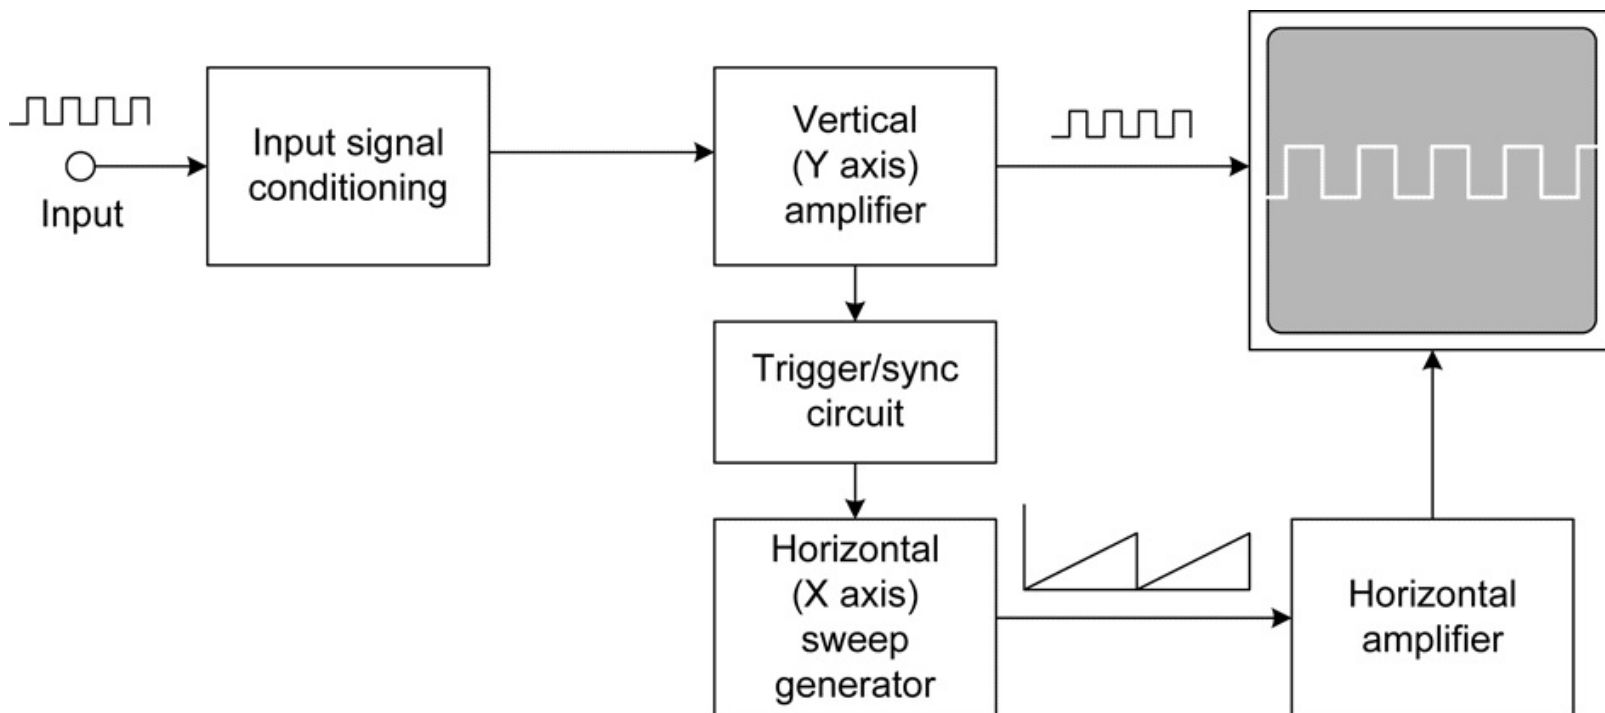 Input
Input signal
conditioning
Vertical
(Y axis)
amplifier
Trigger/sync
circuit
Horizontal
(X axis)
sweep
generator
Horizontal
amplifier